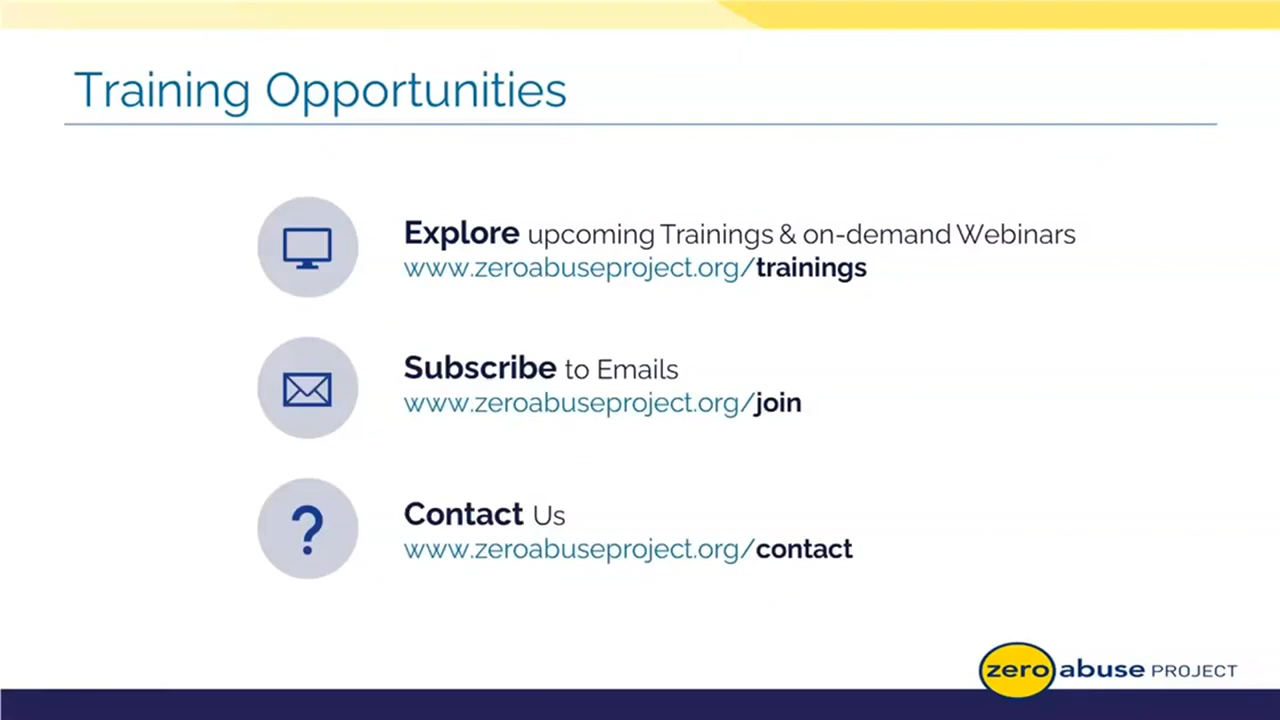 Training Opportunities
Explore upcoming Trainings & on-demand Webinars
www.zeroabuseproject.org/trainings
Subscribe to Emails
www.zeroabuseproject.org/join
?
Contact Us
www.zeroabuseproject.org/contact
zero abuse PROJECT